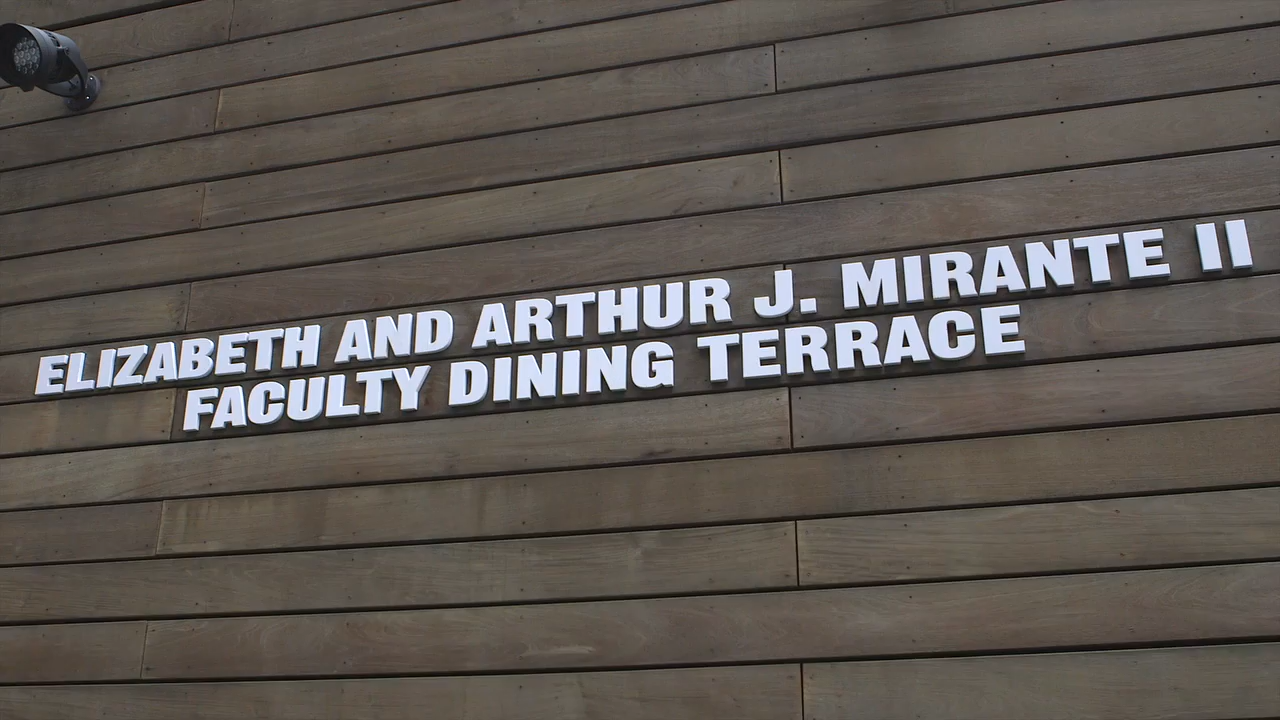 ELIZABETH AND ARTHUR J. MIRANTE II
FACULTY DINING TERRACE